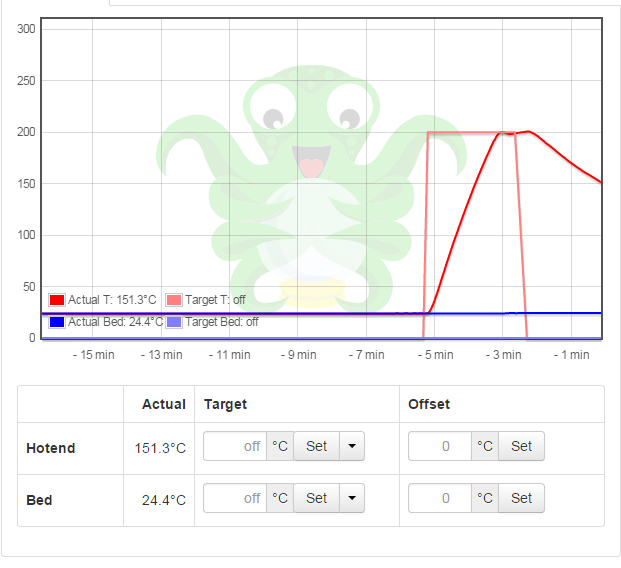 300
250
200
150
100
50
0
Actual T: 151.3°C Target T: off
Actual Bed: 24.4°C Target Bed: off
- 15 min - 13 min - 11 min - 9 min - 7 min - 5 min - 3 min - 1 min
Actual Target Offset
Hotend 151.3°C off °C Set 0 °C Set
Bed 24.4°C off °C Set 0 °C Set